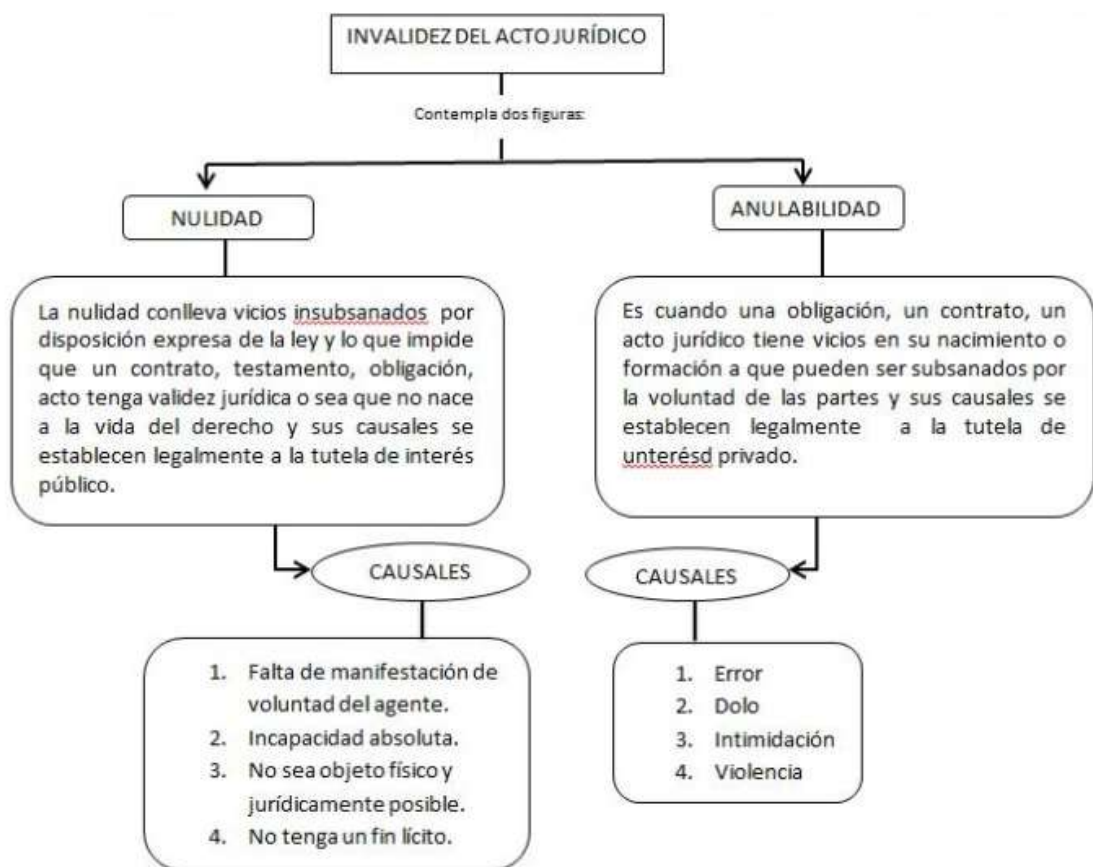 INVALIDEZ DEL ACTO JURÍDICO
Contempla dos figuras:
NULIDAD
La nulidad conlleva vicios insubsanados por
disposición expresa de la ley y lo que impide
que un contrato, testamento, obligación,
acto tenga validez jurídica o sea que no nace
a la vida del derecho y sus causales se
establecen legalmente a la tutela de interés
público.
CAUSALES
1. Falta de manifestación de
voluntad del agente.
2. Incapacidad absoluta.
3. No sea objeto físico y
jurídicamente posible.
4. No tenga un fin lícito.
ANULABILIDAD
Es cuando una obligación, un contrato, un
acto jurídico tiene vicios en su nacimiento o
formación a que pueden ser subsanados por
la voluntad de las partes y sus causales se
establecen legalmente a la tutela de
unterésd privado.
CAUSALES
1. Error
2. Dolo
3. Intimidación
4. Violencia